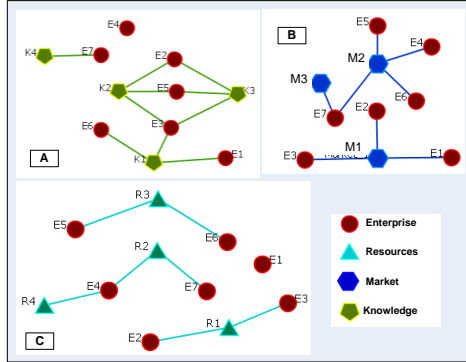 E4
K4
E7
E2
K2
E5
K3
E6
E3
K1
E1
A
B
E5
E4
M2
M3
E7
E2
E6
M1
E3
E1
R3
E5
E6
R2
E1
R4
E4
E7
E3
R1
E2
C
Enterprise
Resources
Market
Knowledge